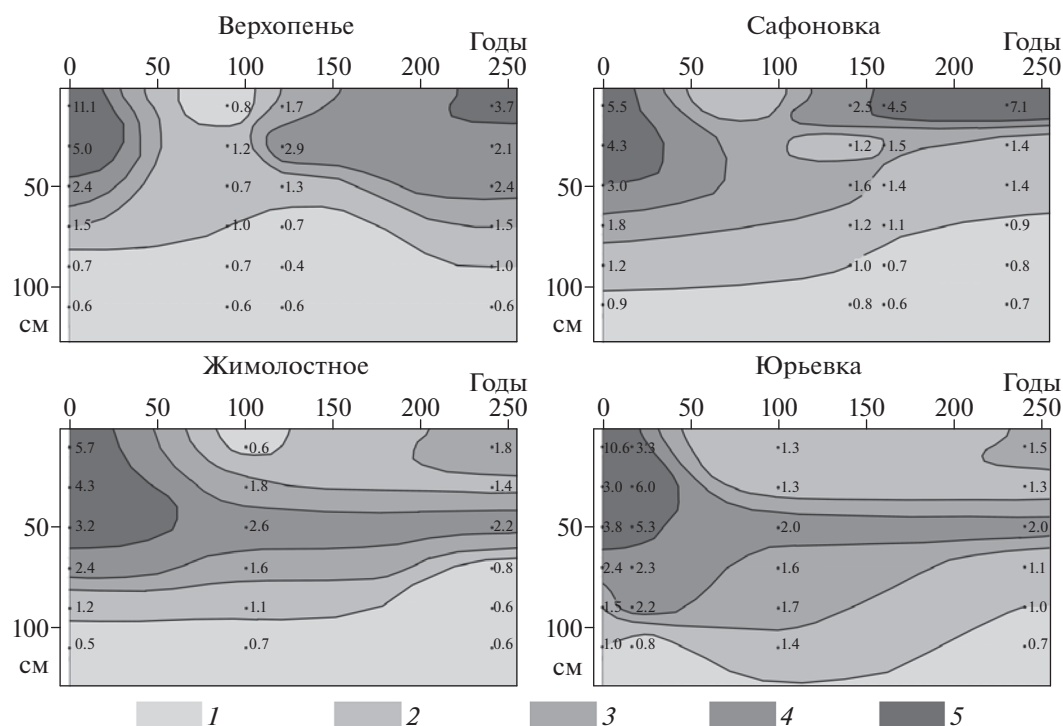 Верхопенье
Годы
0 50 100 150 200 250
11.1 0.8 1.7 3.7
5.0 1.2 2.9 2.1
50 2.4 0.7 1.3 2.4
1.5 1.0 0.7 1.5
0.7 0.7 0.4 1.0
100
0.6 0.6 0.6 0.6
см
Сафоновка
Годы
0 50 100 150 200 250
5.5 2.5 4.5 7.1
4.3 1.2 1.5 1.4
50 3.0 1.6 1.4 1.4
1.8 1.2 1.1 0.9
1.2 1.0 0.7 0.8
100
0.9 0.8 0.6 0.7
см
Жимолостное
Годы
0 50 100 150 200 250
5.7 0.6 1.8
4.3 1.8 1.4
50 3.2 2.6 2.2
2.4 1.6 0.8
1.2 1.1 0.6
100
0.5 0.7 0.6
см
Юрьевка
Годы
0 50 100 150 200 250
10.6 3.3 1.3 1.5
3.0 6.0 1.3 1.3
50 3.8 5.3 2.0 2.0
2.4 2.3 1.6 1.1
1.5 2.2 1.7 1.0
100
1.0 0.8 1.4 0.7
см
1 2 3 4 5